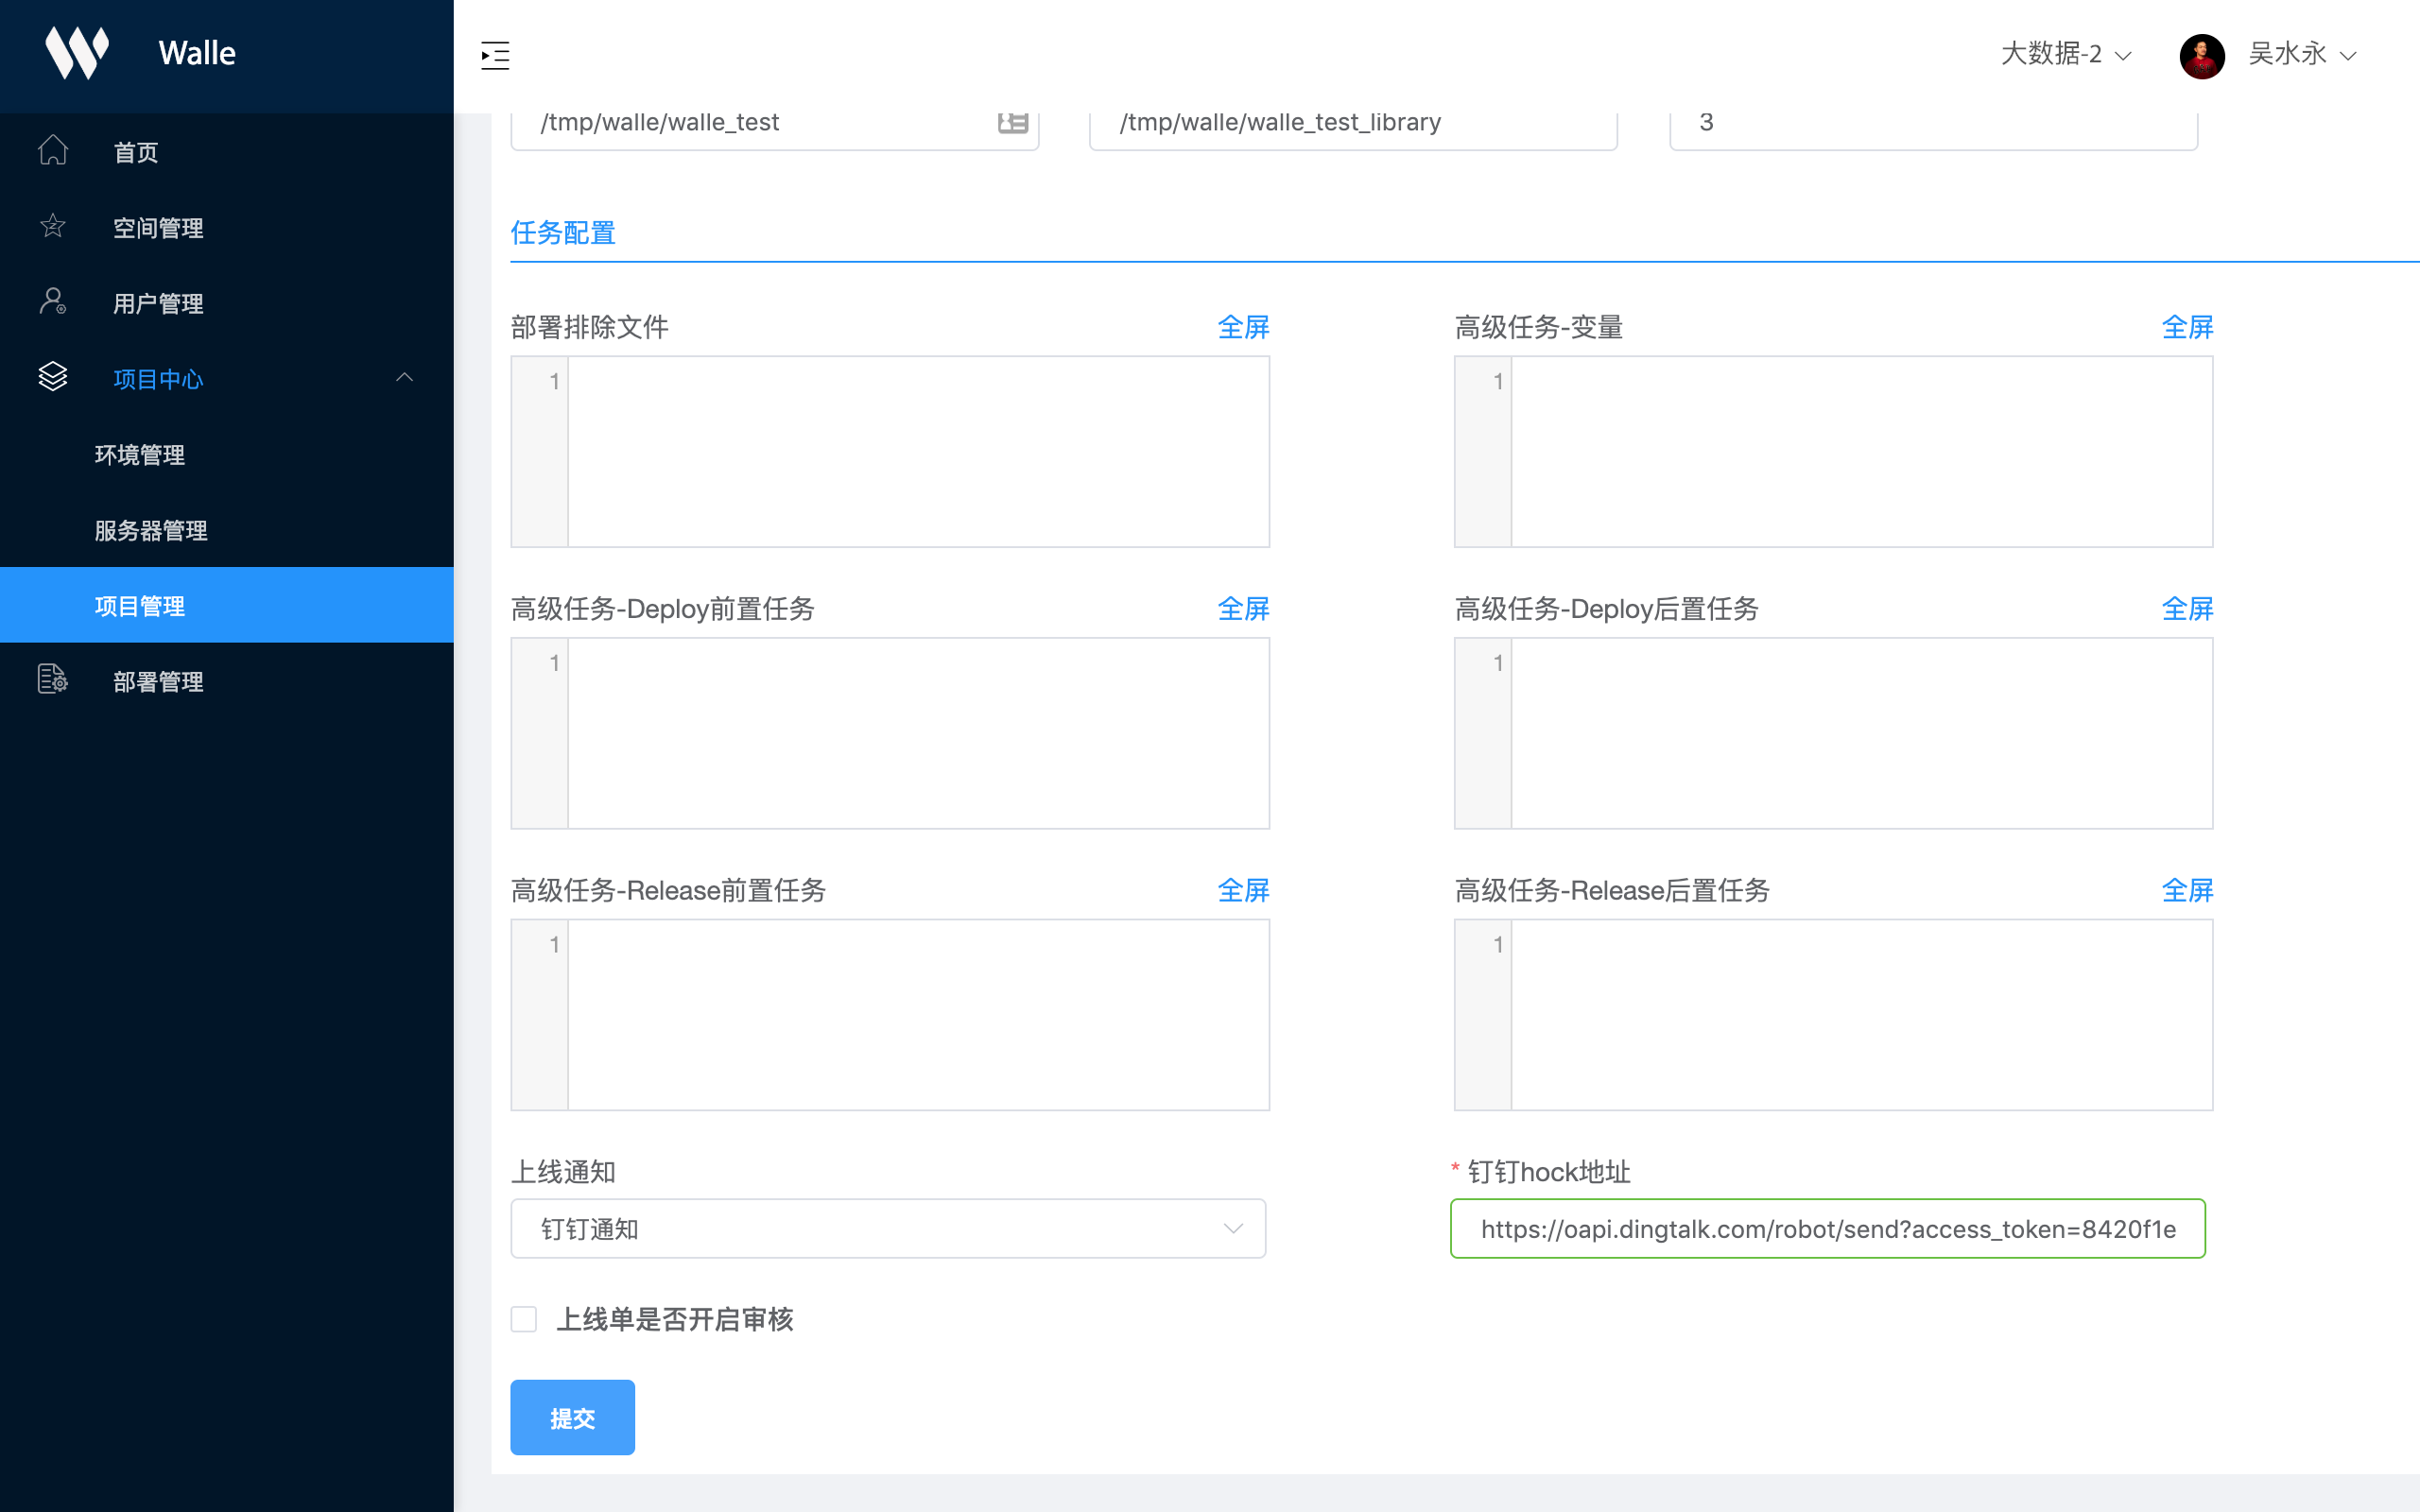 Walle
大数据-2
吴水永
首页
空间管理
用户管理
项目中心
环境管理
服务器管理
项目管理
部署管理
/tmp/walle/walle_test
/tmp/walle/walle_test_library
3
任务配置
部署排除文件
全屏
高级任务-变量
全屏
1
1
高级任务-Deploy前置任务
全屏
高级任务-Deploy后置任务
全屏
1
1
高级任务-Release前置任务
全屏
高级任务-Release后置任务
全屏
1
1
上线通知
* 钉钉hock地址
钉钉通知
https://oapi.dingtalk.com/robot/send?access_token=8420f1e
上线单是否开启审核
提交